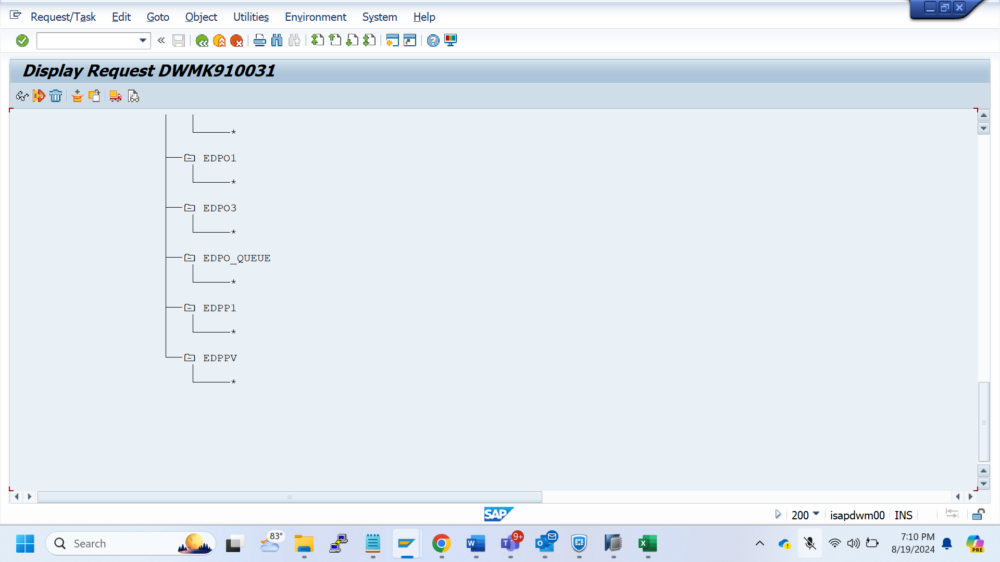 Request/Task Edit Goto Object Utilities Environment System Help
Display Request DWMK910031
*
EDPO1
*
EDPO3
*
EDPO_QUEUE
*
EDPP1
*
EDPPV
*
SAP
200 isapdwm00 INS
Search
83°
9+
7:10 PM
8/19/2024
PRE